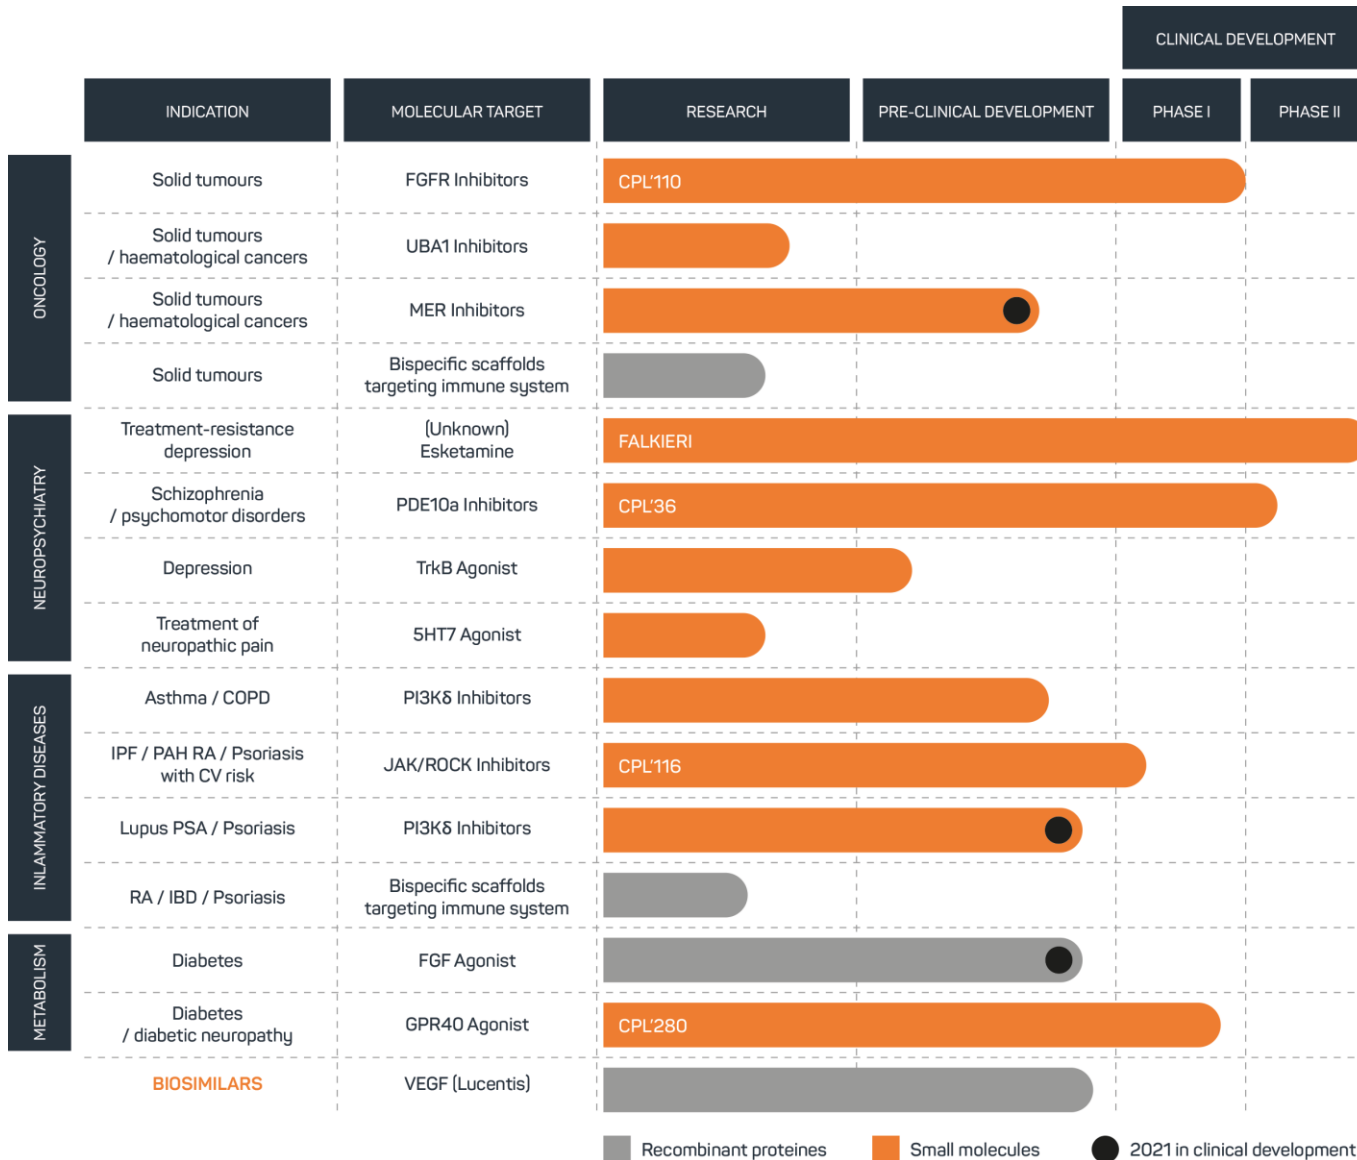 CLINICAL DEVELOPMENT
INDICATION
MOLECULAR TARGET
RESEARCH
PRE-CLINICAL DEVELOPMENT
PHASE I
PHASE II
ONCOLOGY
Solid tumours
FGFR Inhibitors
CPL'110
Solid tumours
/ haematological cancers
UBA1 Inhibitors
Solid tumours
/ haematological cancers
MER Inhibitors
Solid tumours
Bispecific scaffolds
targeting immune system
NEUROPSYCHIATRY
Treatment-resistance
depression
(Unknown)
Esketamine
FALKIERI
Schizophrenia
/ psychomotor disorders
PDE10a Inhibitors
CPL'36
Depression
TrkB Agonist
Treatment of
neuropathic pain
5HT7 Agonist
INLAMMATORY DISEASES
Asthma / COPD
PI3Kδ Inhibitors
IPF / PAH RA / Psoriasis
with CV risk
JAK/ROCK Inhibitors
CPL'116
Lupus PSA / Psoriasis
PI3Kδ Inhibitors
RA / IBD / Psoriasis
Bispecific scaffolds
targeting immune system
METABOLISM
Diabetes
FGF Agonist
Diabetes
/ diabetic neuropathy
GPR40 Agonist
CPL'280
BIOSIMILARS
VEGF (Lucentis)
Recombinant proteines
Small molecules
2021 in clinical development